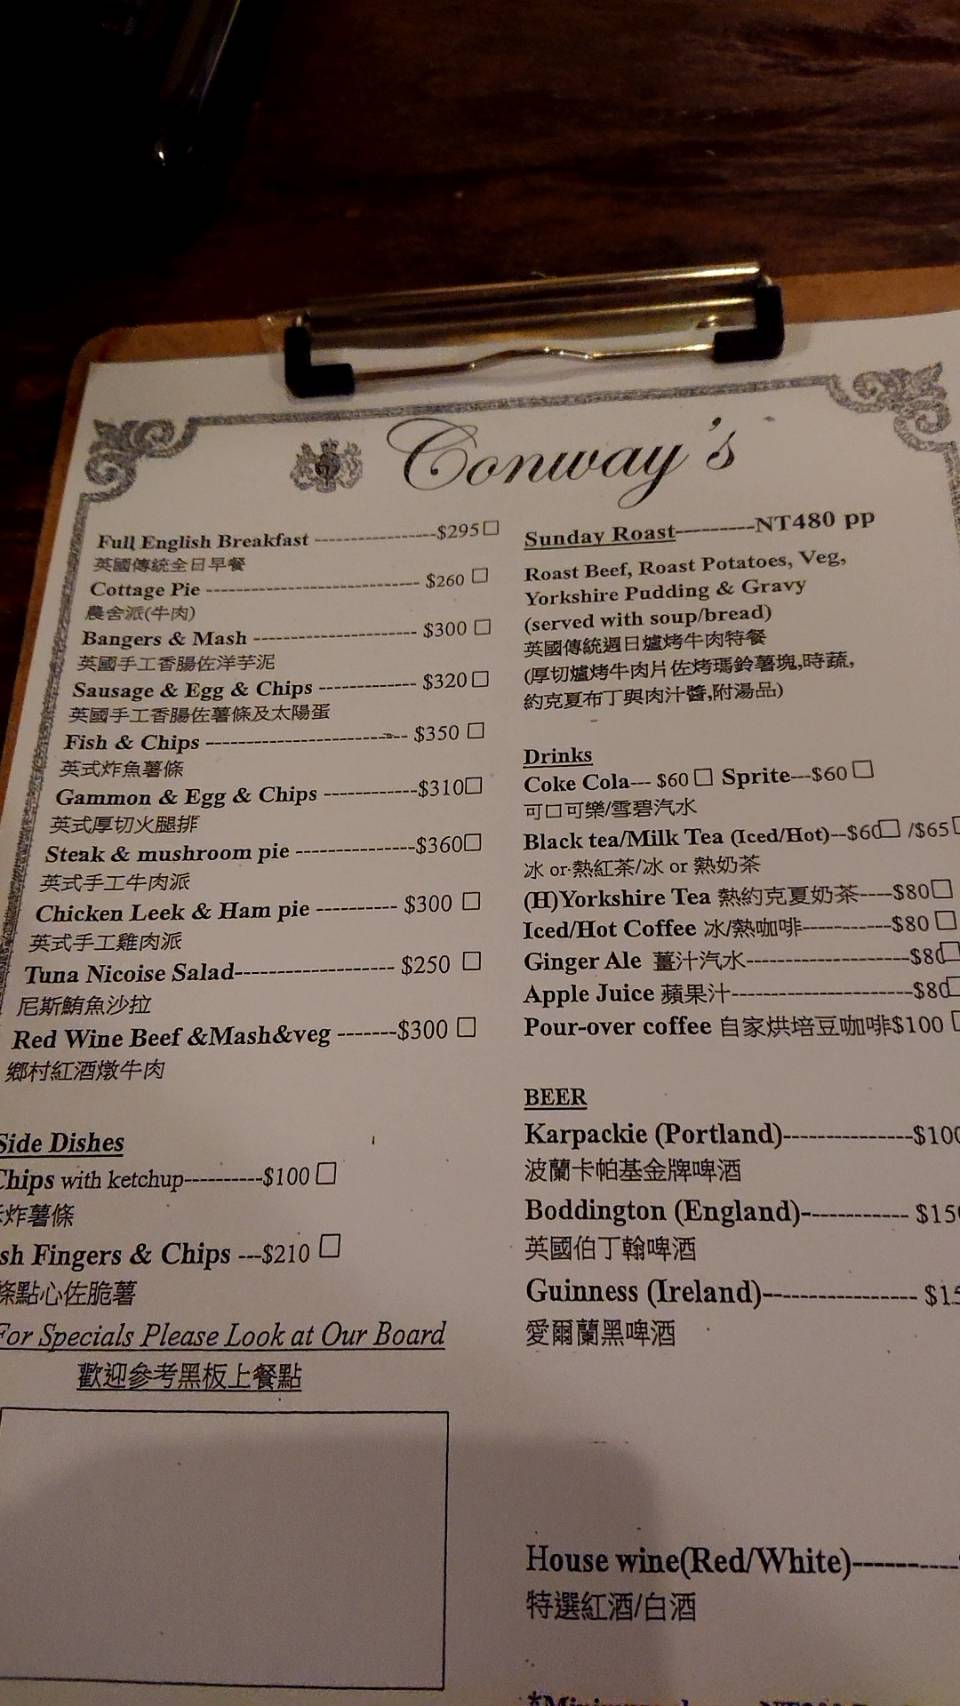 Conway's
Full English Breakfast ------------------$295□
英國傳統全日早餐
Cottage Pie -------------------------------- $260 □
農舍派(牛肉)
Bangers & Mash ------------------------ $300 □
英國手工香腸佐洋芋泥
Sausage & Egg & Chips -------------- $320 □
英國手工香腸佐薯條及太陽蛋
Fish & Chips ----------------------------- $350 □
英式炸魚薯條
Gammon & Egg & Chips -------------$310□
英式厚切火腿排
Steak & mushroom pie ----------------$360□
英式手工牛肉派
Chicken Leek & Ham pie ----------- $300 □
英式手工雞肉派
Tuna Nicoise Salad-------------------- $250 □
尼斯鮪魚沙拉
Red Wine Beef &Mash&veg -------$300 □
鄉村紅酒燉牛肉
Side Dishes
Chips with ketchup----------$100 □
炸薯條
sh Fingers & Chips ---$210 □
條點心佐脆薯
For Specials Please Look at Our Board
歡迎參考黑板上餐點
Sunday Roast----------NT480 pp
Roast Beef, Roast Potatoes, Veg,
Yorkshire Pudding & Gravy
(served with soup/bread)
英國傳統週日爐烤牛肉特餐
(厚切爐烤牛肉片佐烤瑪鈴薯塊,時蔬,
約克夏布丁與肉汁醬,附湯品)
Drinks
Coke Cola--- $60 □ Sprite---$60 □
可口可樂/雪碧汽水
Black tea/Milk Tea (Iced/Hot)--$60□ /$65□
冰 or 熱紅茶/冰 or 熱奶茶
(H)Yorkshire Tea 熱約克夏奶茶----$80□
Iced/Hot Coffee 冰/熱咖啡------------$80 □
Ginger Ale 薑汁汽水----------------------$80□
Apple Juice 蘋果汁------------------------$80□
Pour-over coffee 自家烘培豆咖啡$100 □
BEER
Karpackie (Portland)---------------$100
波蘭卡帕基金牌啤酒
Boddington (England)------------- $150
英國伯丁翰啤酒
Guinness (Ireland)------------------ $15
愛爾蘭黑啤酒
House wine(Red/White)-----------
特選紅酒/白酒